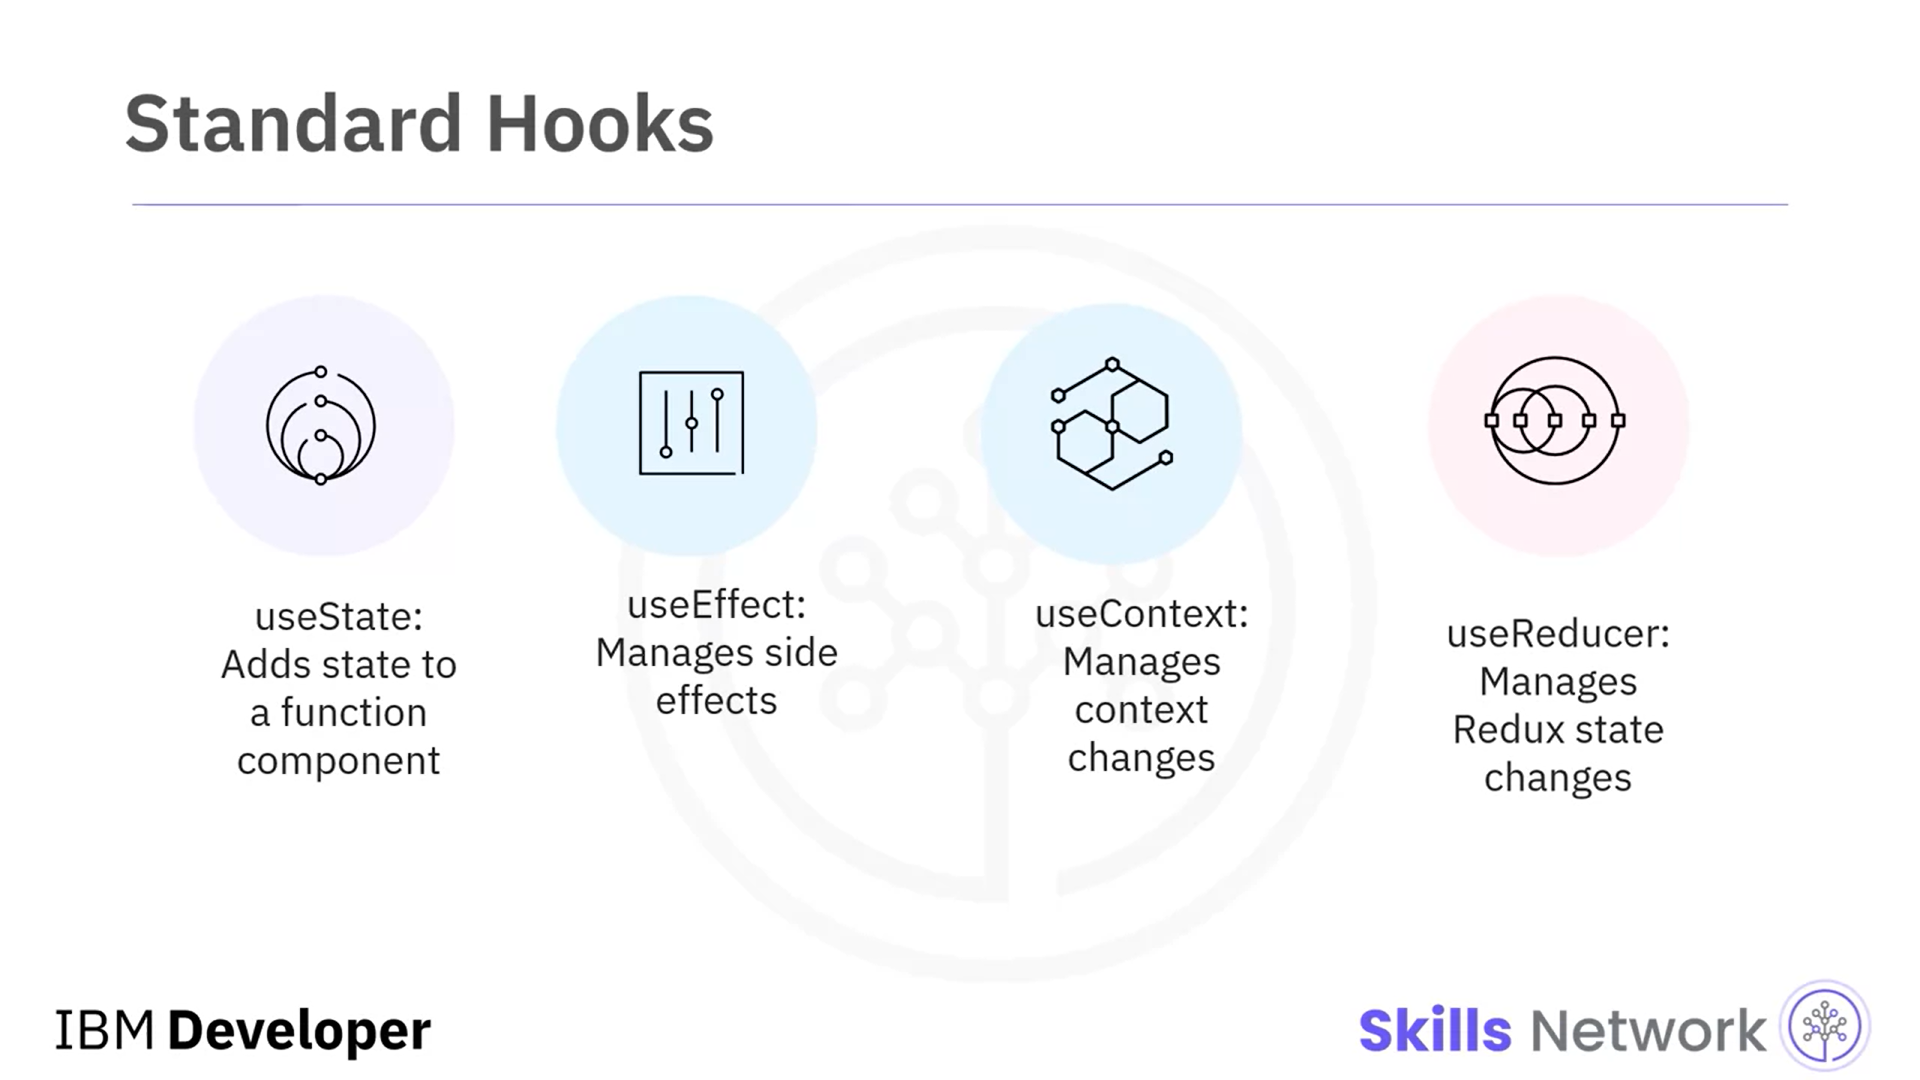 Standard Hooks
useState:
Adds state to
a function
component
useEffect:
Manages side
effects
useContext:
Manages
context
changes
useReducer:
Manages
Redux state
changes
IBM Developer
Skills Network